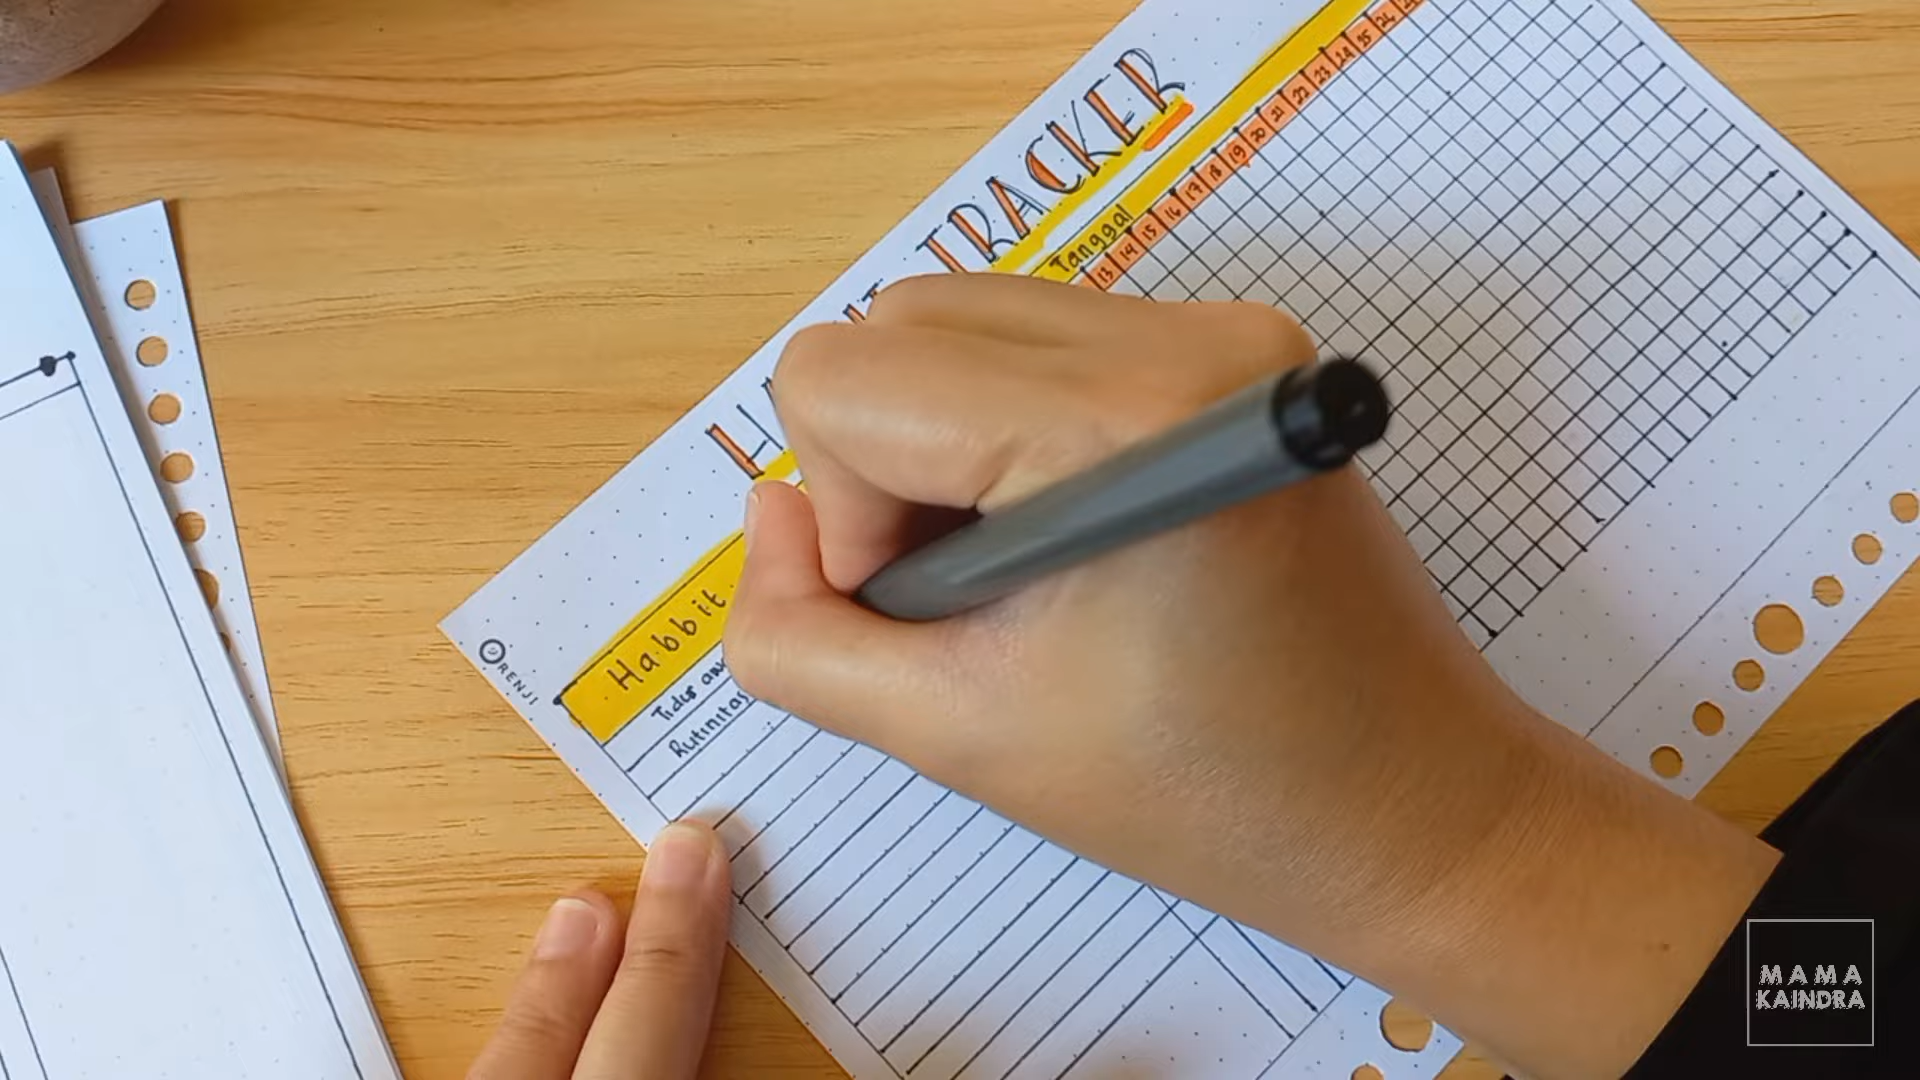 TRACKER
Tanggal
13 14 15 16 17 18 19 20 21 22 23 24 25 26
Habbit
Tidur
Rutinitas
RENJI
MAMA
KAINDRA